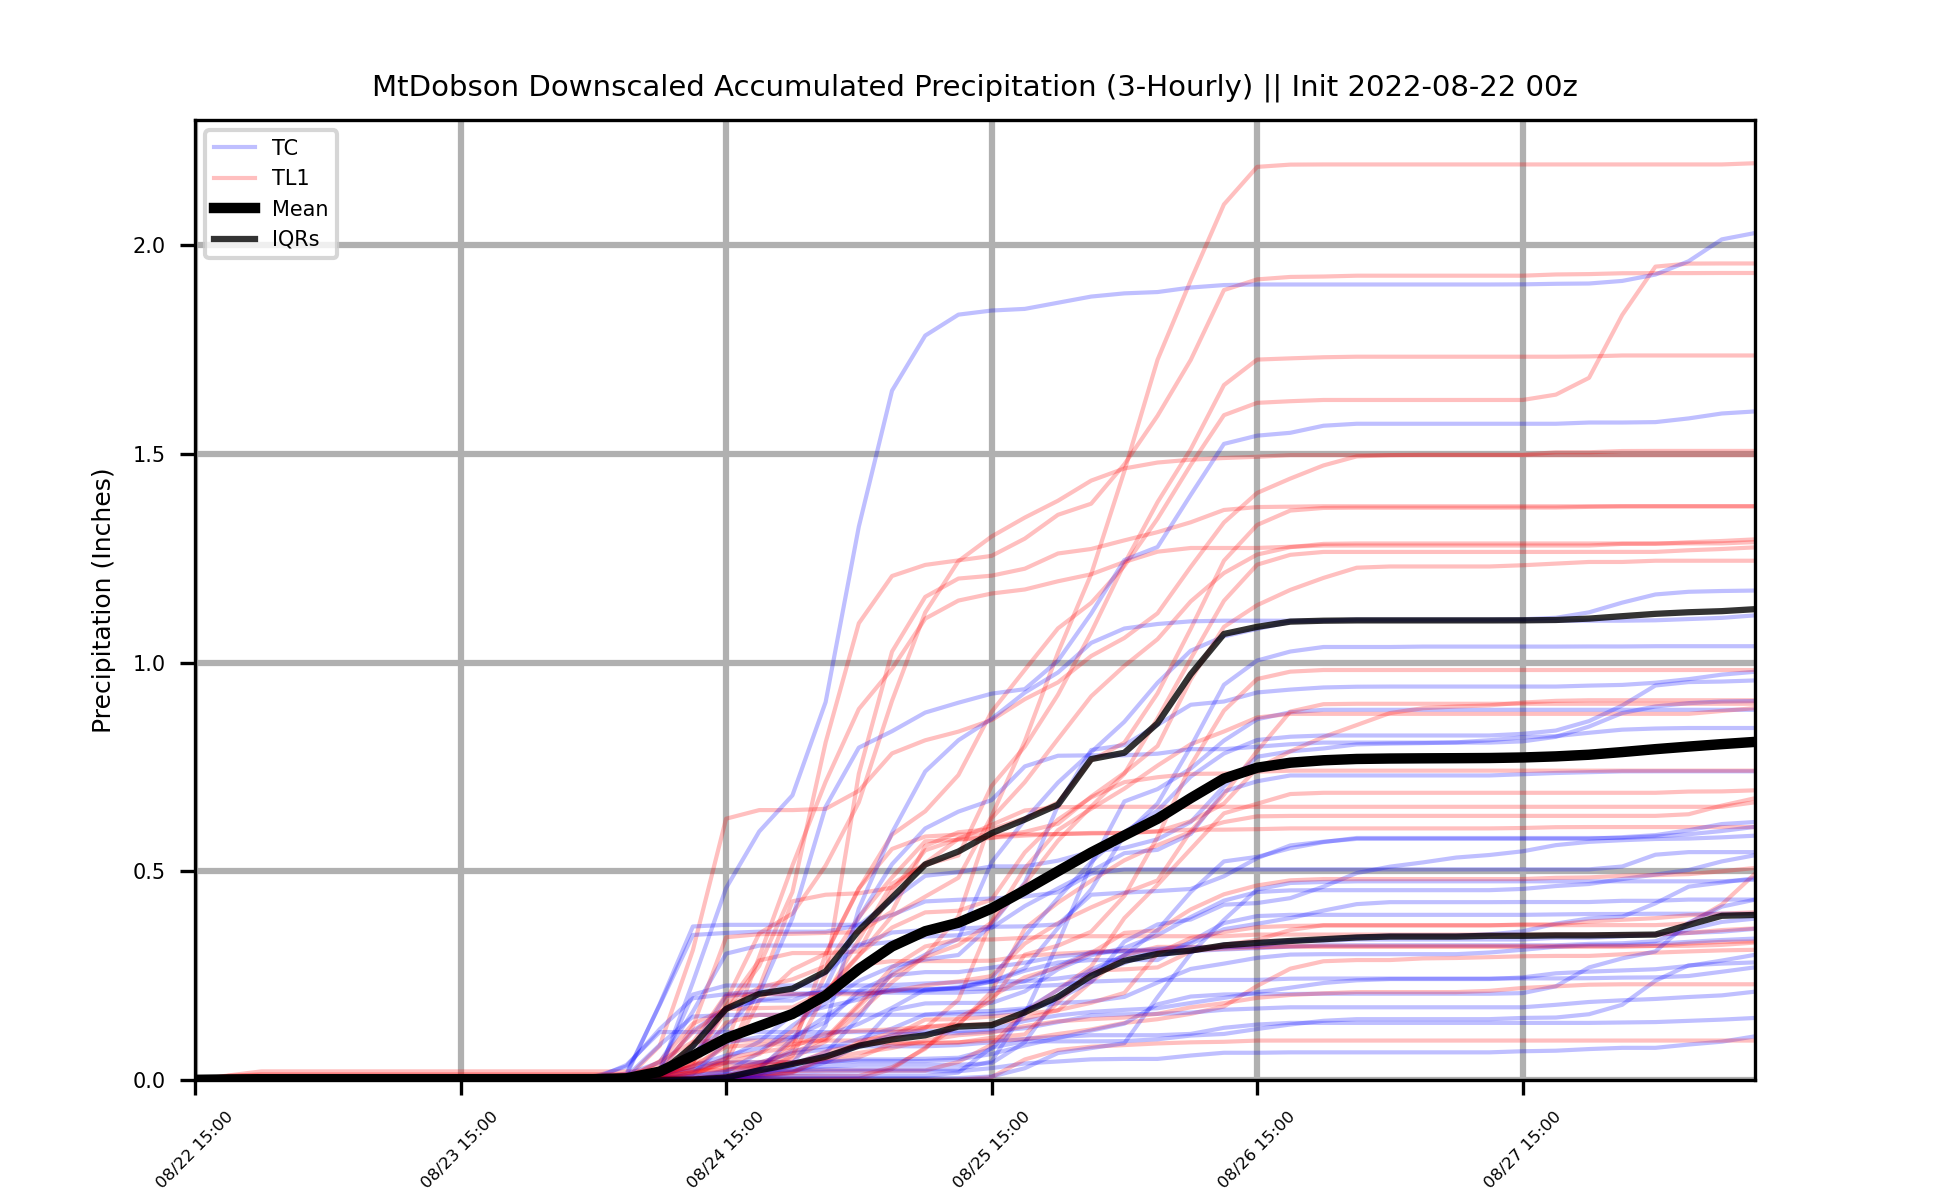 MtDobson Downscaled Accumulated Precipitation (3-Hourly) || Init 2022-08-22 00z
TC
TL1
Mean
IQRs
Precipitation (Inches)
2.0
1.5
1.0
0.5
0.0
08/22 15:00
08/23 15:00
08/24 15:00
08/25 15:00
08/26 15:00
08/27 15:00